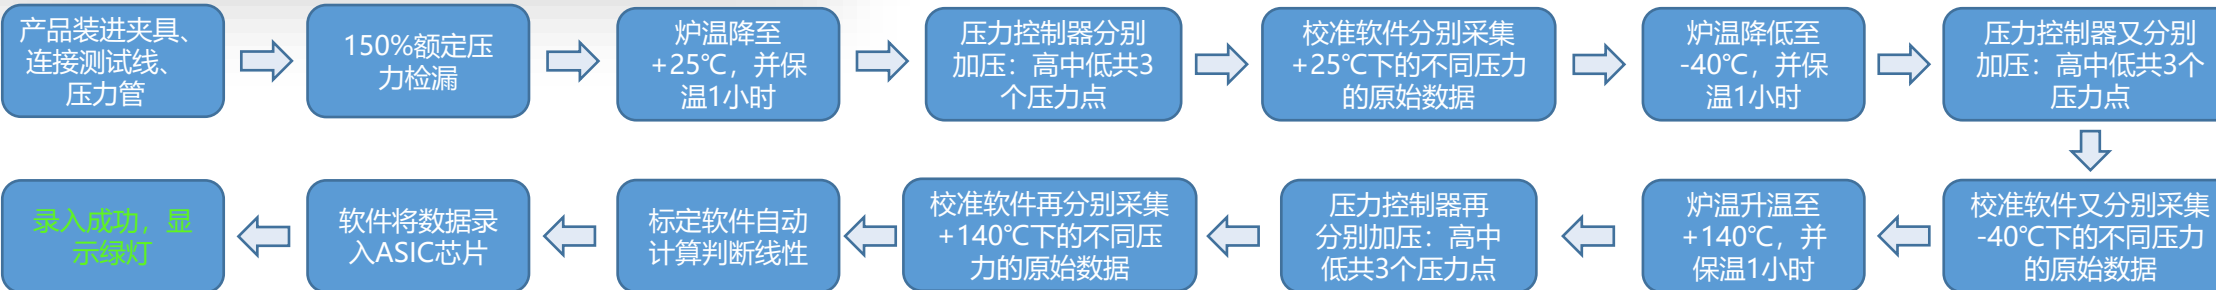 产品装进夹具、
连接测试线、
压力管
150%额定压
力检漏
炉温降至
+25℃，并保
温1小时
压力控制器分别
加压：高中低共3
个压力点
校准软件分别采集
+25℃下的不同压力
的原始数据
炉温降低至
-40℃，并保
温1小时
压力控制器又分别
加压：高中低共3个
压力点
校准软件又分别采集
-40℃下的不同压力
的原始数据
炉温升温至
+140℃，并
保温1小时
压力控制器再
分别加压：高中
低共3个压力点
校准软件再分别采集
+140℃下的不同压
力的原始数据
标定软件自动
计算判断线性
软件将数据录
入ASIC芯片
录入成功，显
示绿灯